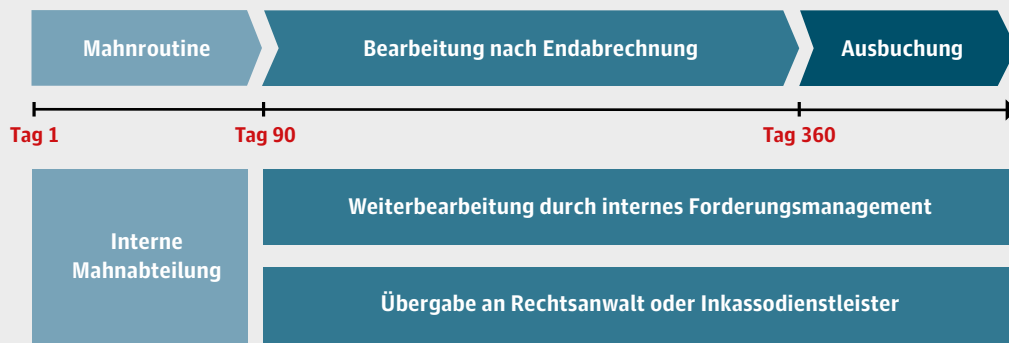 Mahnroutine
Bearbeitung nach Endabrechnung
Ausbuchung
Tag 1
Tag 90
Tag 360
Interne
Mahnabteilung
Weiterbearbeitung durch internes Forderungsmanagement
Übergabe an Rechtsanwalt oder Inkassodienstleister